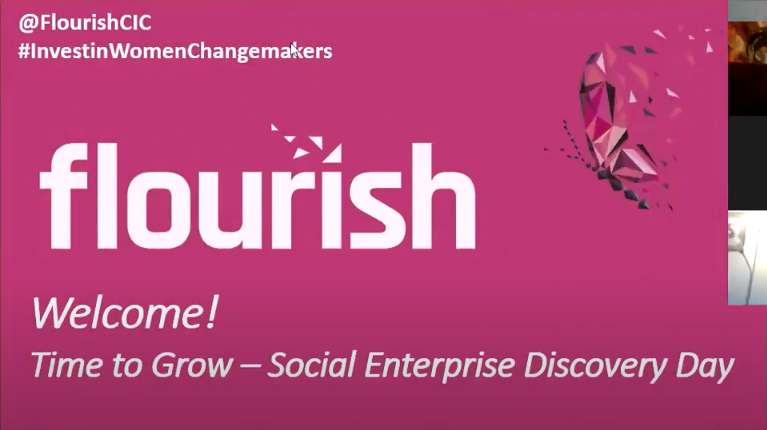 @FlourishCIC
#InvestinWomenChangemakers
flourish
Welcome!
Time to Grow – Social Enterprise Discovery Day